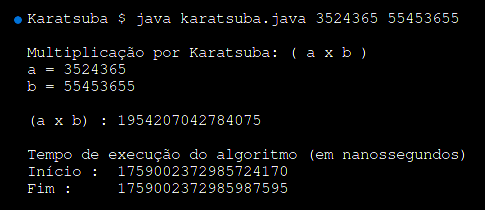 Karatsuba $ java karatsuba.java 3524365 55453655
Multiplicação por Karatsuba: ( a x b )
a = 3524365
b = 55453655
(a x b) : 1954207042784075
Tempo de execução do algoritmo (em nanossegundos)
Início :  1759002372985724170
Fim :     1759002372985987595